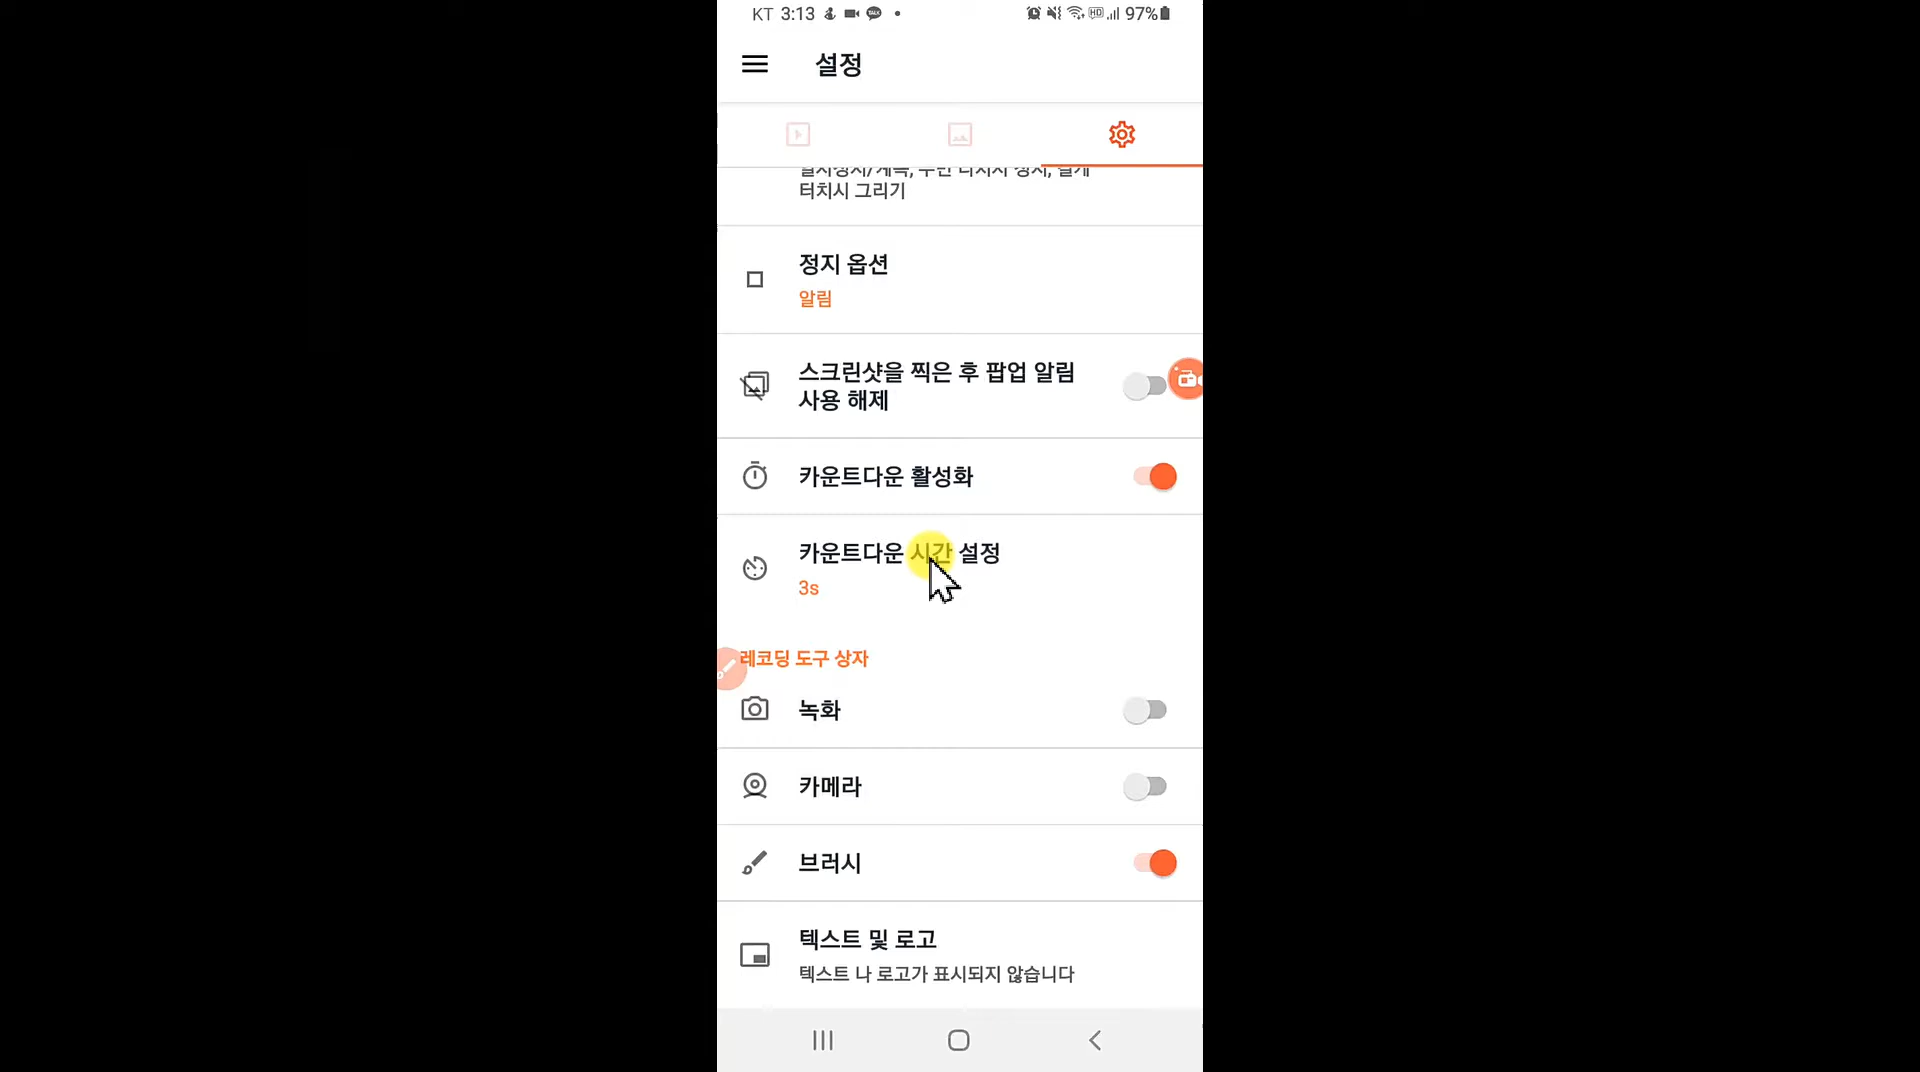 KT 3:13 97%
설정
터치시 그리기
정지 옵션
알림
스크린샷을 찍은 후 팝업 알림
사용 해제
카운트다운 활성화
카운트다운 시간 설정
3s
레코딩 도구 상자
녹화
카메라
브러시
텍스트 및 로고
텍스트 나 로고가 표시되지 않습니다